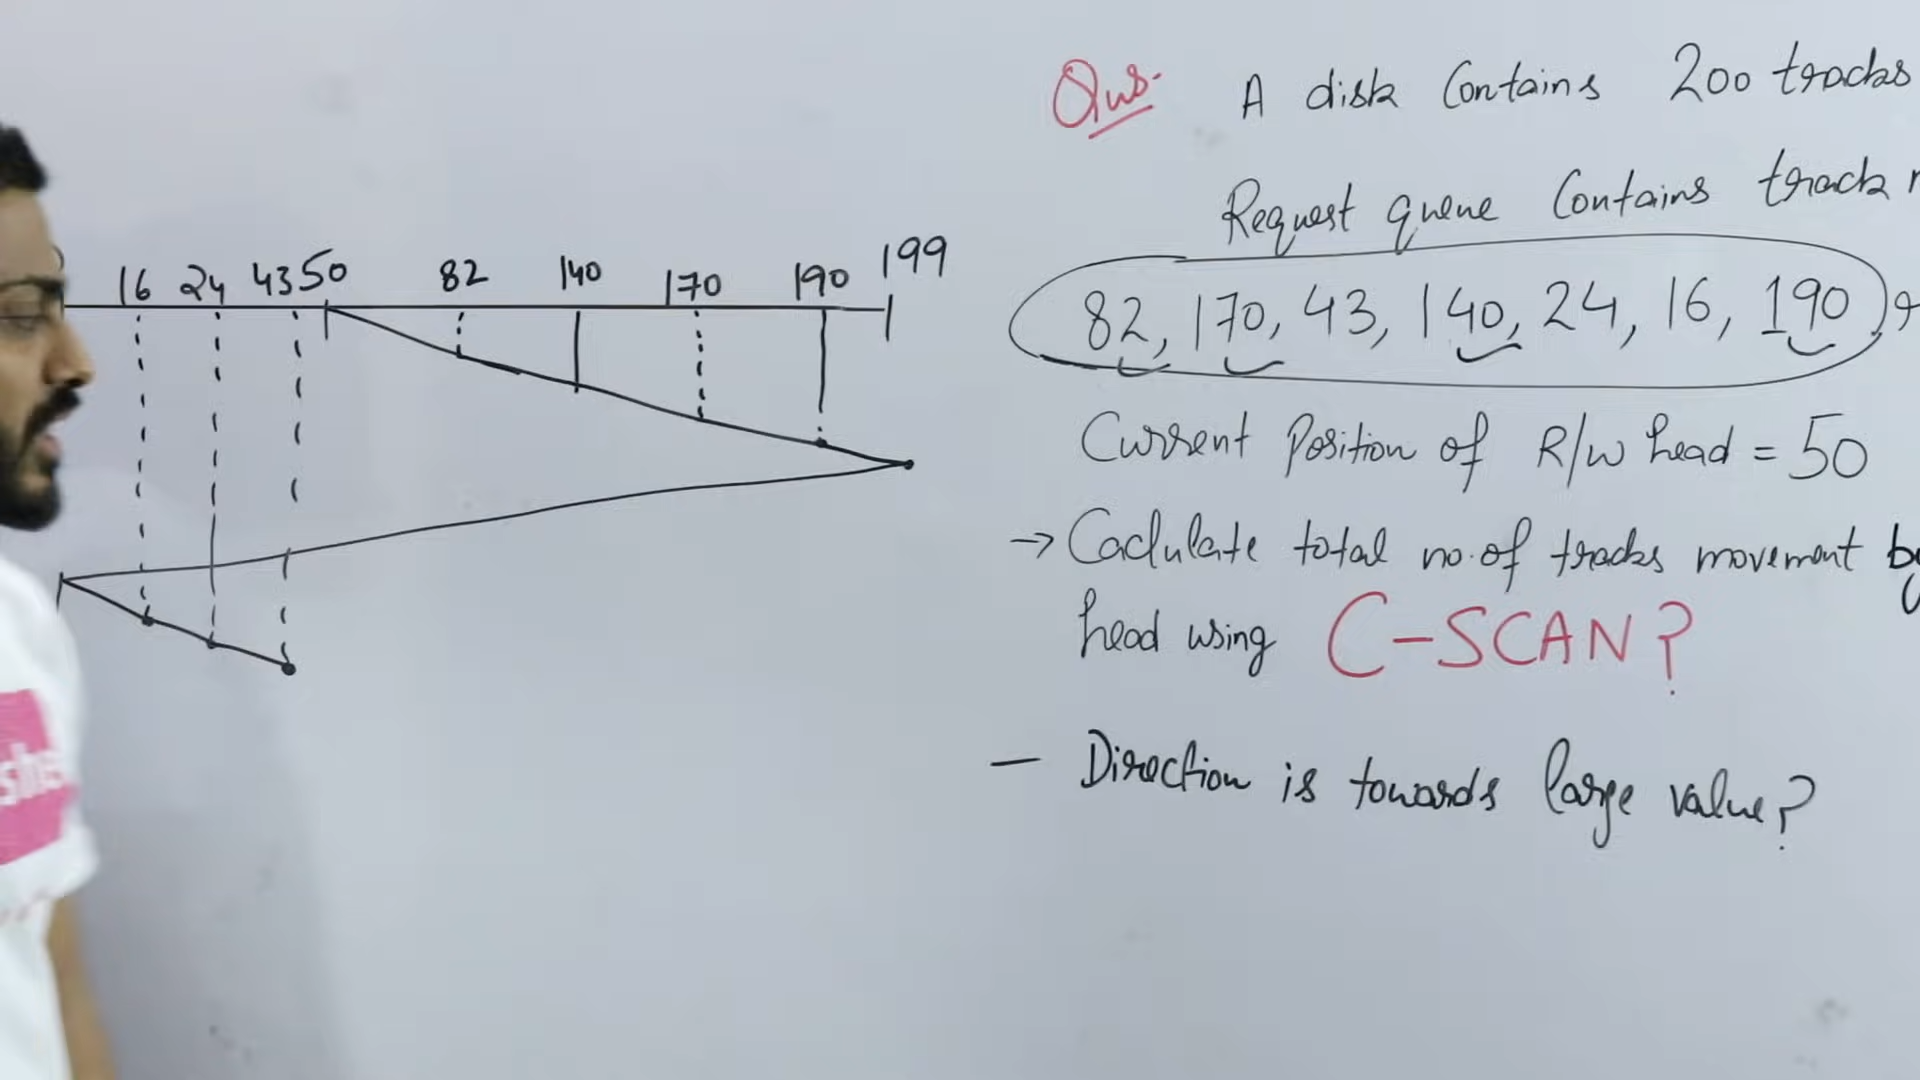 16 24 43 50 82 140 170 190 199
Ques.
A disk Contains 200 tracks
Request queue Contains track
82, 170, 43, 140, 24, 16, 190
Current Position of R/W head = 50
→ Caclulate total no. of tracks movement
head using C-SCAN?
- Direction is towards large value?